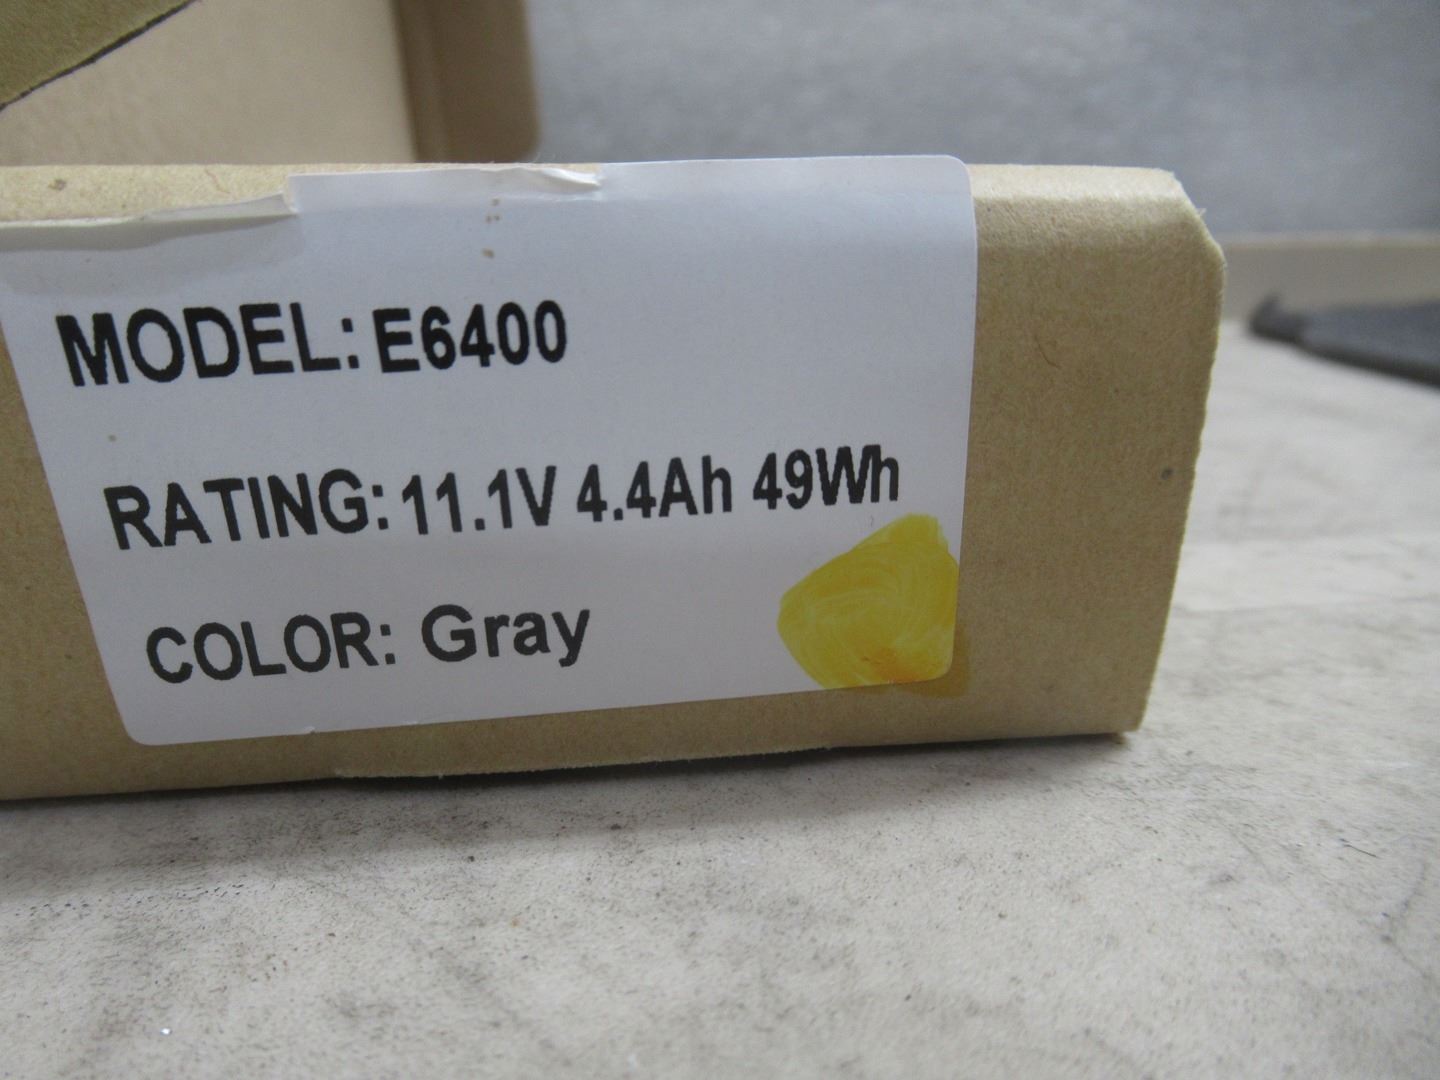 MODEL: E6400
RATING: 11.1V 4.4Ah 49Wh
COLOR: Gray